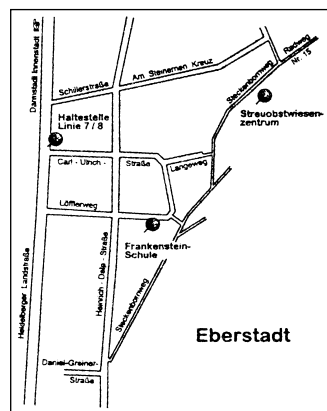 Darmstadt Innenstadt
Radweg
Nr. 15
Am Steinernen Kreuz
Schillerstraße
Steckenbornweg
Haltestelle
Linie 7 / 8
Streuobstwiesen-
zentrum
Carl - Ulrich -
Straße
Langeweg
Löfflerweg
Frankenstein-
Schule
Heidelberger Landstraße
Heinrich - Delp - Straße
Steckenbornweg
Eberstadt
Daniel-Greiner-
Straße